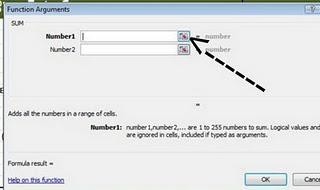 Function Arguments
SUM
Number1 = number
Number2 = number
=
Adds all the numbers in a range of cells.
Number1: number1,number2,... are 1 to 255 numbers to sum. Logical values and
are ignored in cells, included if typed as arguments.
Formula result =
Help on this function
OK
Cance